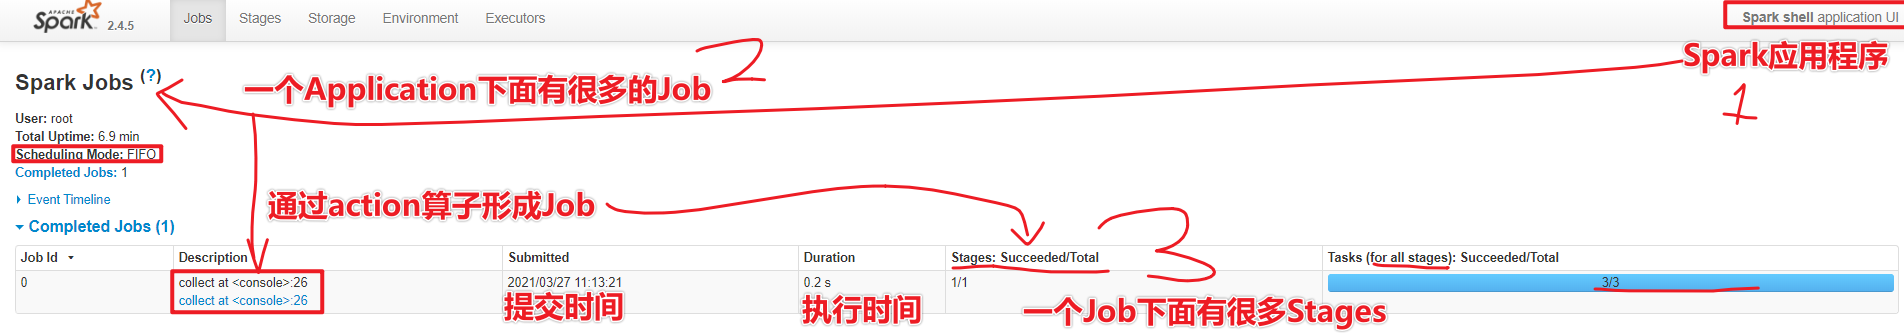 APACHE
Spark 2.4.5 Jobs Stages Storage Environment Executors Spark shell application UI
Spark应用程序
1
2
Spark Jobs (?)
一个Application下面有很多的Job
User: root
Total Uptime: 6.9 min
Scheduling Mode: FIFO
Completed Jobs: 1
Event Timeline
通过action算子形成Job
Completed Jobs (1)
3
Job Id Description Submitted Duration Stages: Succeeded/Total Tasks (for all stages): Succeeded/Total
0 collect at <console>:26 2021/03/27 11:13:21 0.2 s 1/1 3/3
collect at <console>:26
提交时间 执行时间 一个Job下面有很多Stages